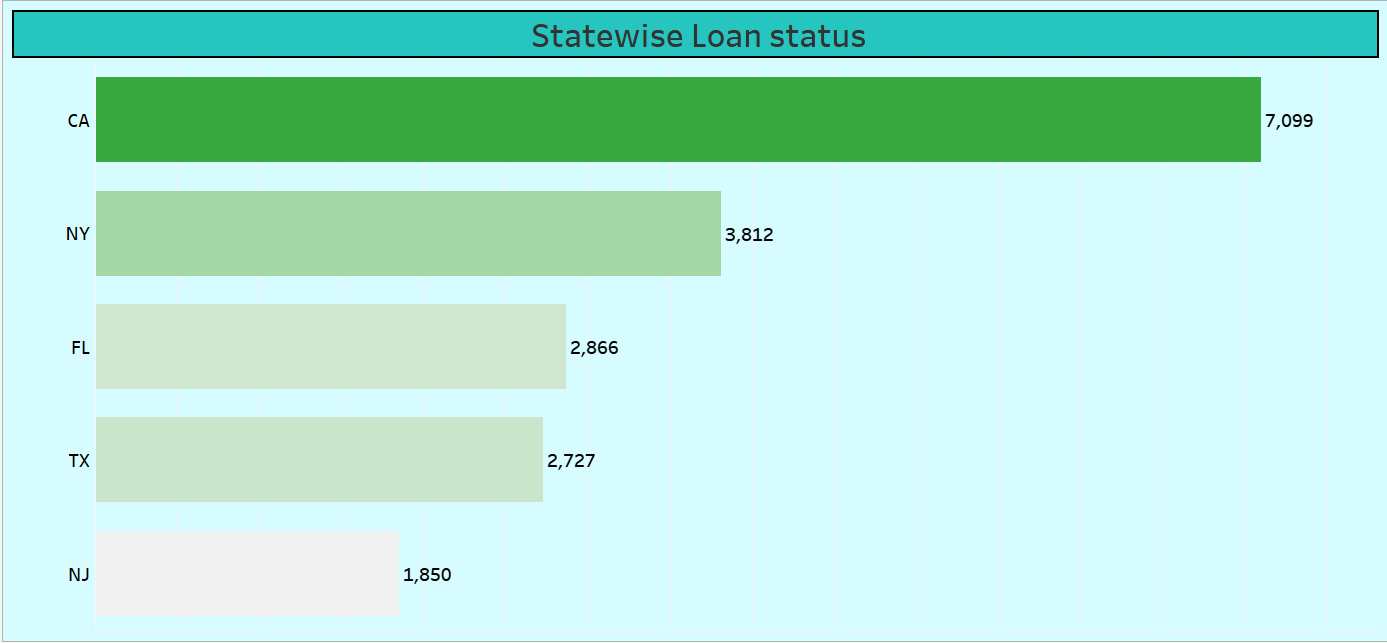 Statewise Loan status
CA 7,099
NY 3,812
FL 2,866
TX 2,727
NJ 1,850